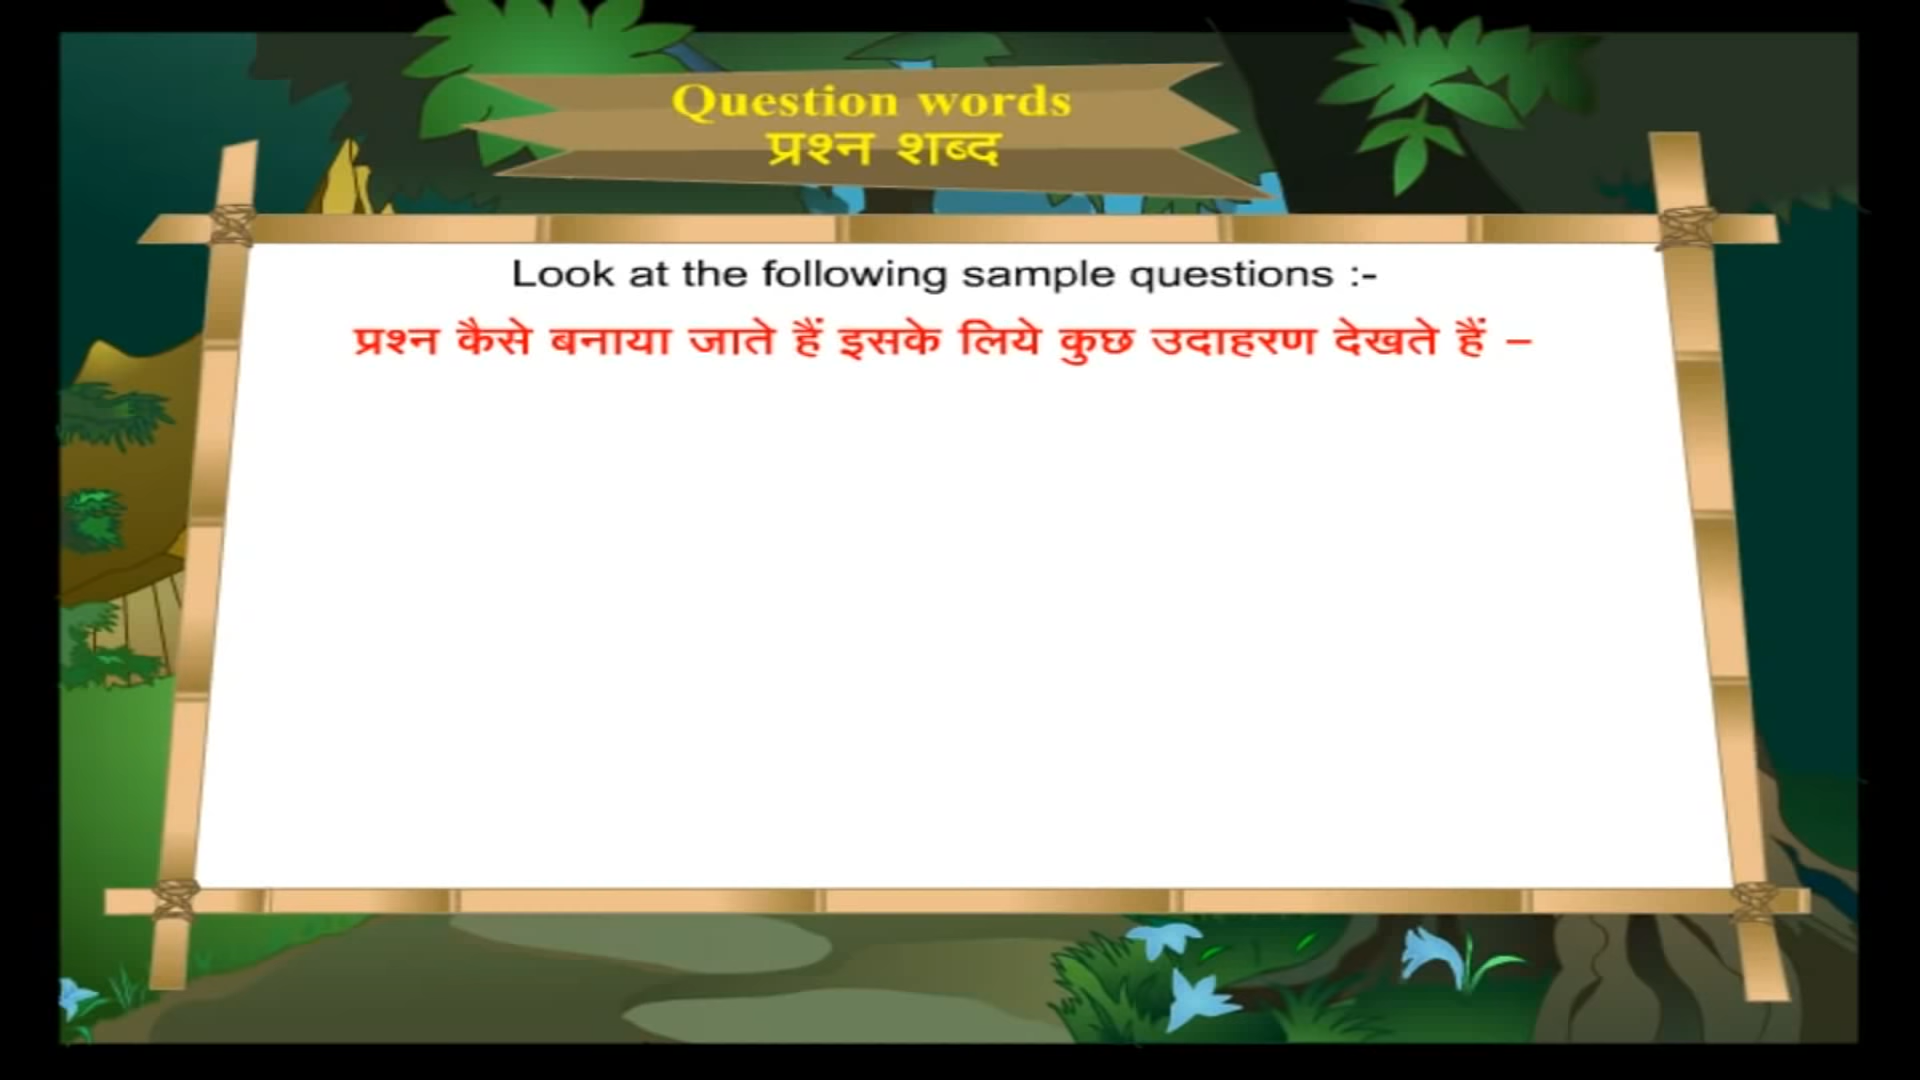 Question words
प्रश्न शब्द
Look at the following sample questions :-
प्रश्न कैसे बनाया जाते हैं इसके लिये कुछ उदाहरण देखते हैं –